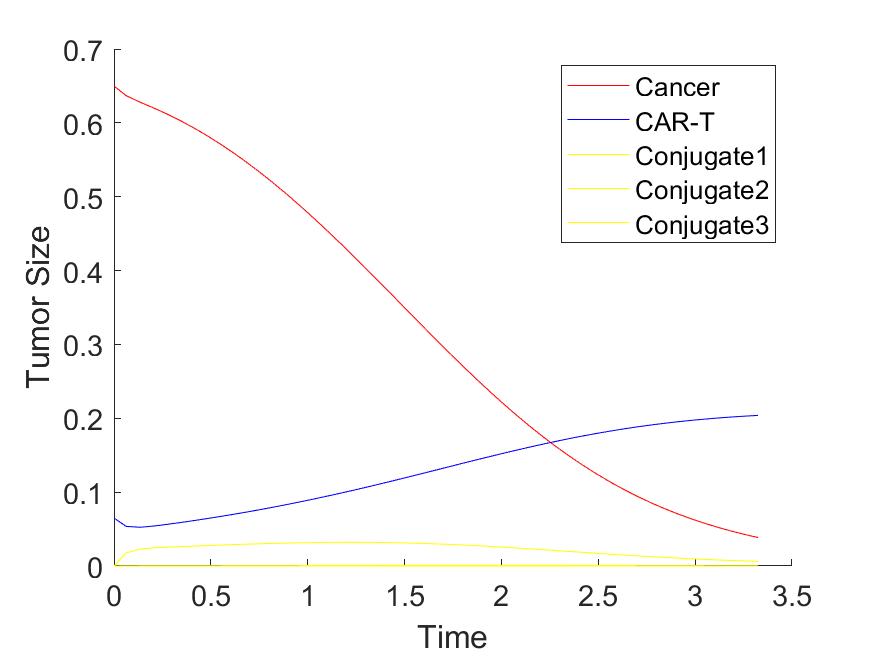 0.7
0.6
0.5
0.4
0.3
0.2
0.1
0
Tumor Size
Cancer
CAR-T
Conjugate1
Conjugate2
Conjugate3
0 0.5 1 1.5 2 2.5 3 3.5
Time